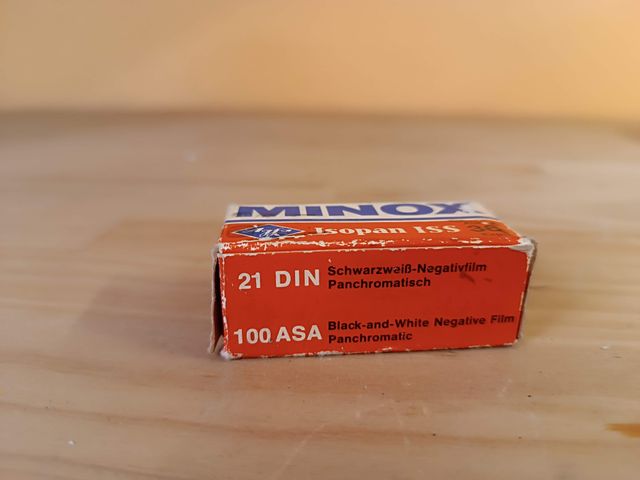 MINOX
Isopan ISS
21 DIN
Schwarzweiß-Negativfilm
Panchromatisch
100 ASA
Black-and-White Negative Film
Panchromatic